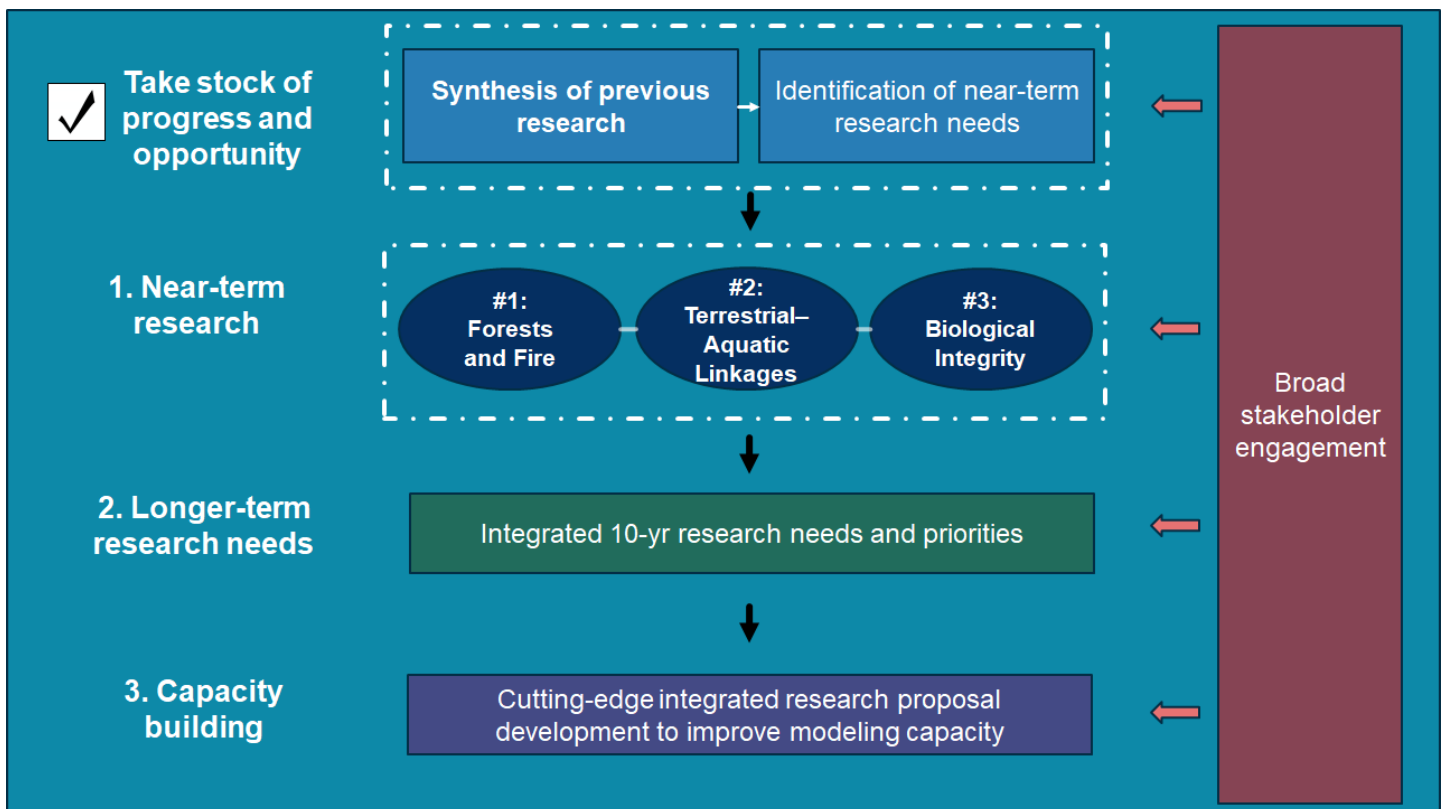 Take stock of
progress and
opportunity
Synthesis of previous
research
Identification of near-term
research needs
1. Near-term
research
#1:
Forests
and Fire
#2:
Terrestrial–
Aquatic
Linkages
#3:
Biological
Integrity
Broad
stakeholder
engagement
2. Longer-term
research needs
Integrated 10-yr research needs and priorities
3. Capacity
building
Cutting-edge integrated research proposal
development to improve modeling capacity